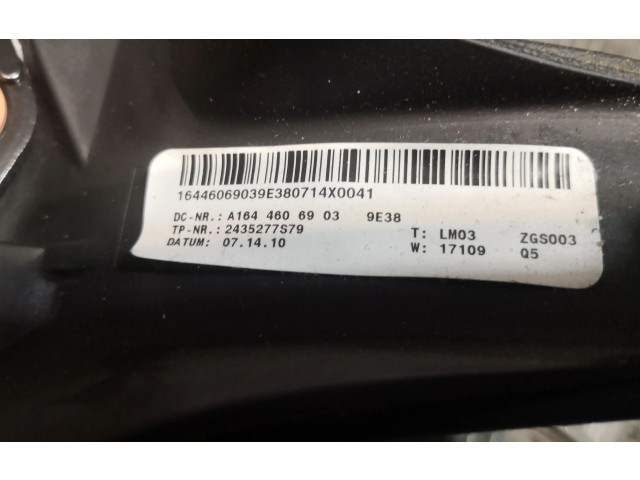 16446069039E380714X0041
DC-NR.: A164 460 69 03 9E38
TP-NR.: 2435277S79 T: LM03 ZGS003
DATUM: 07.14.10 W: 17109 Q5